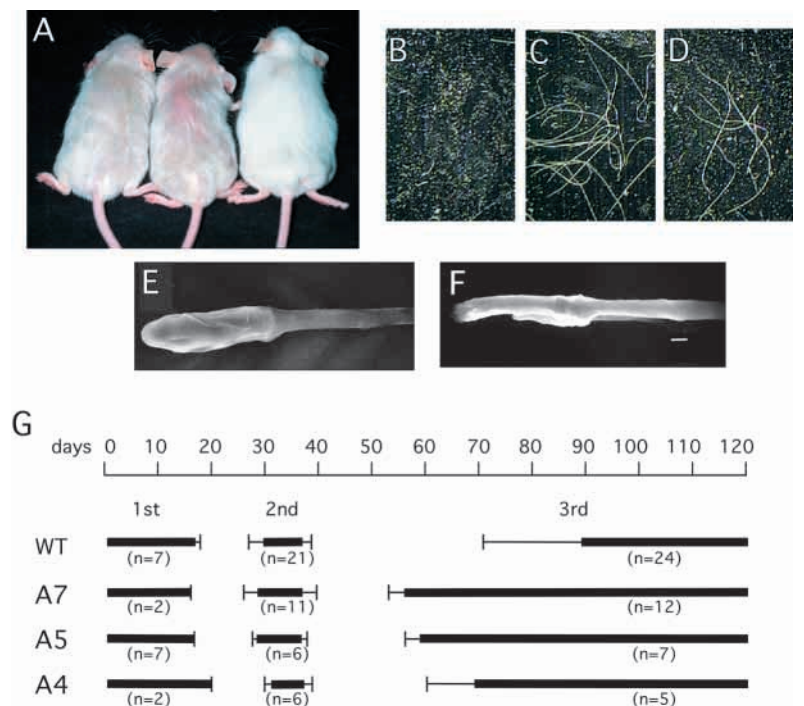 A
B
C
D
E
F
G
days 0 10 20 30 40 50 60 70 80 90 100 110 120
1st 2nd 3rd
WT
(n=7) (n=21) (n=24)
A7
(n=2) (n=11) (n=12)
A5
(n=7) (n=6) (n=7)
A4
(n=2) (n=6) (n=5)